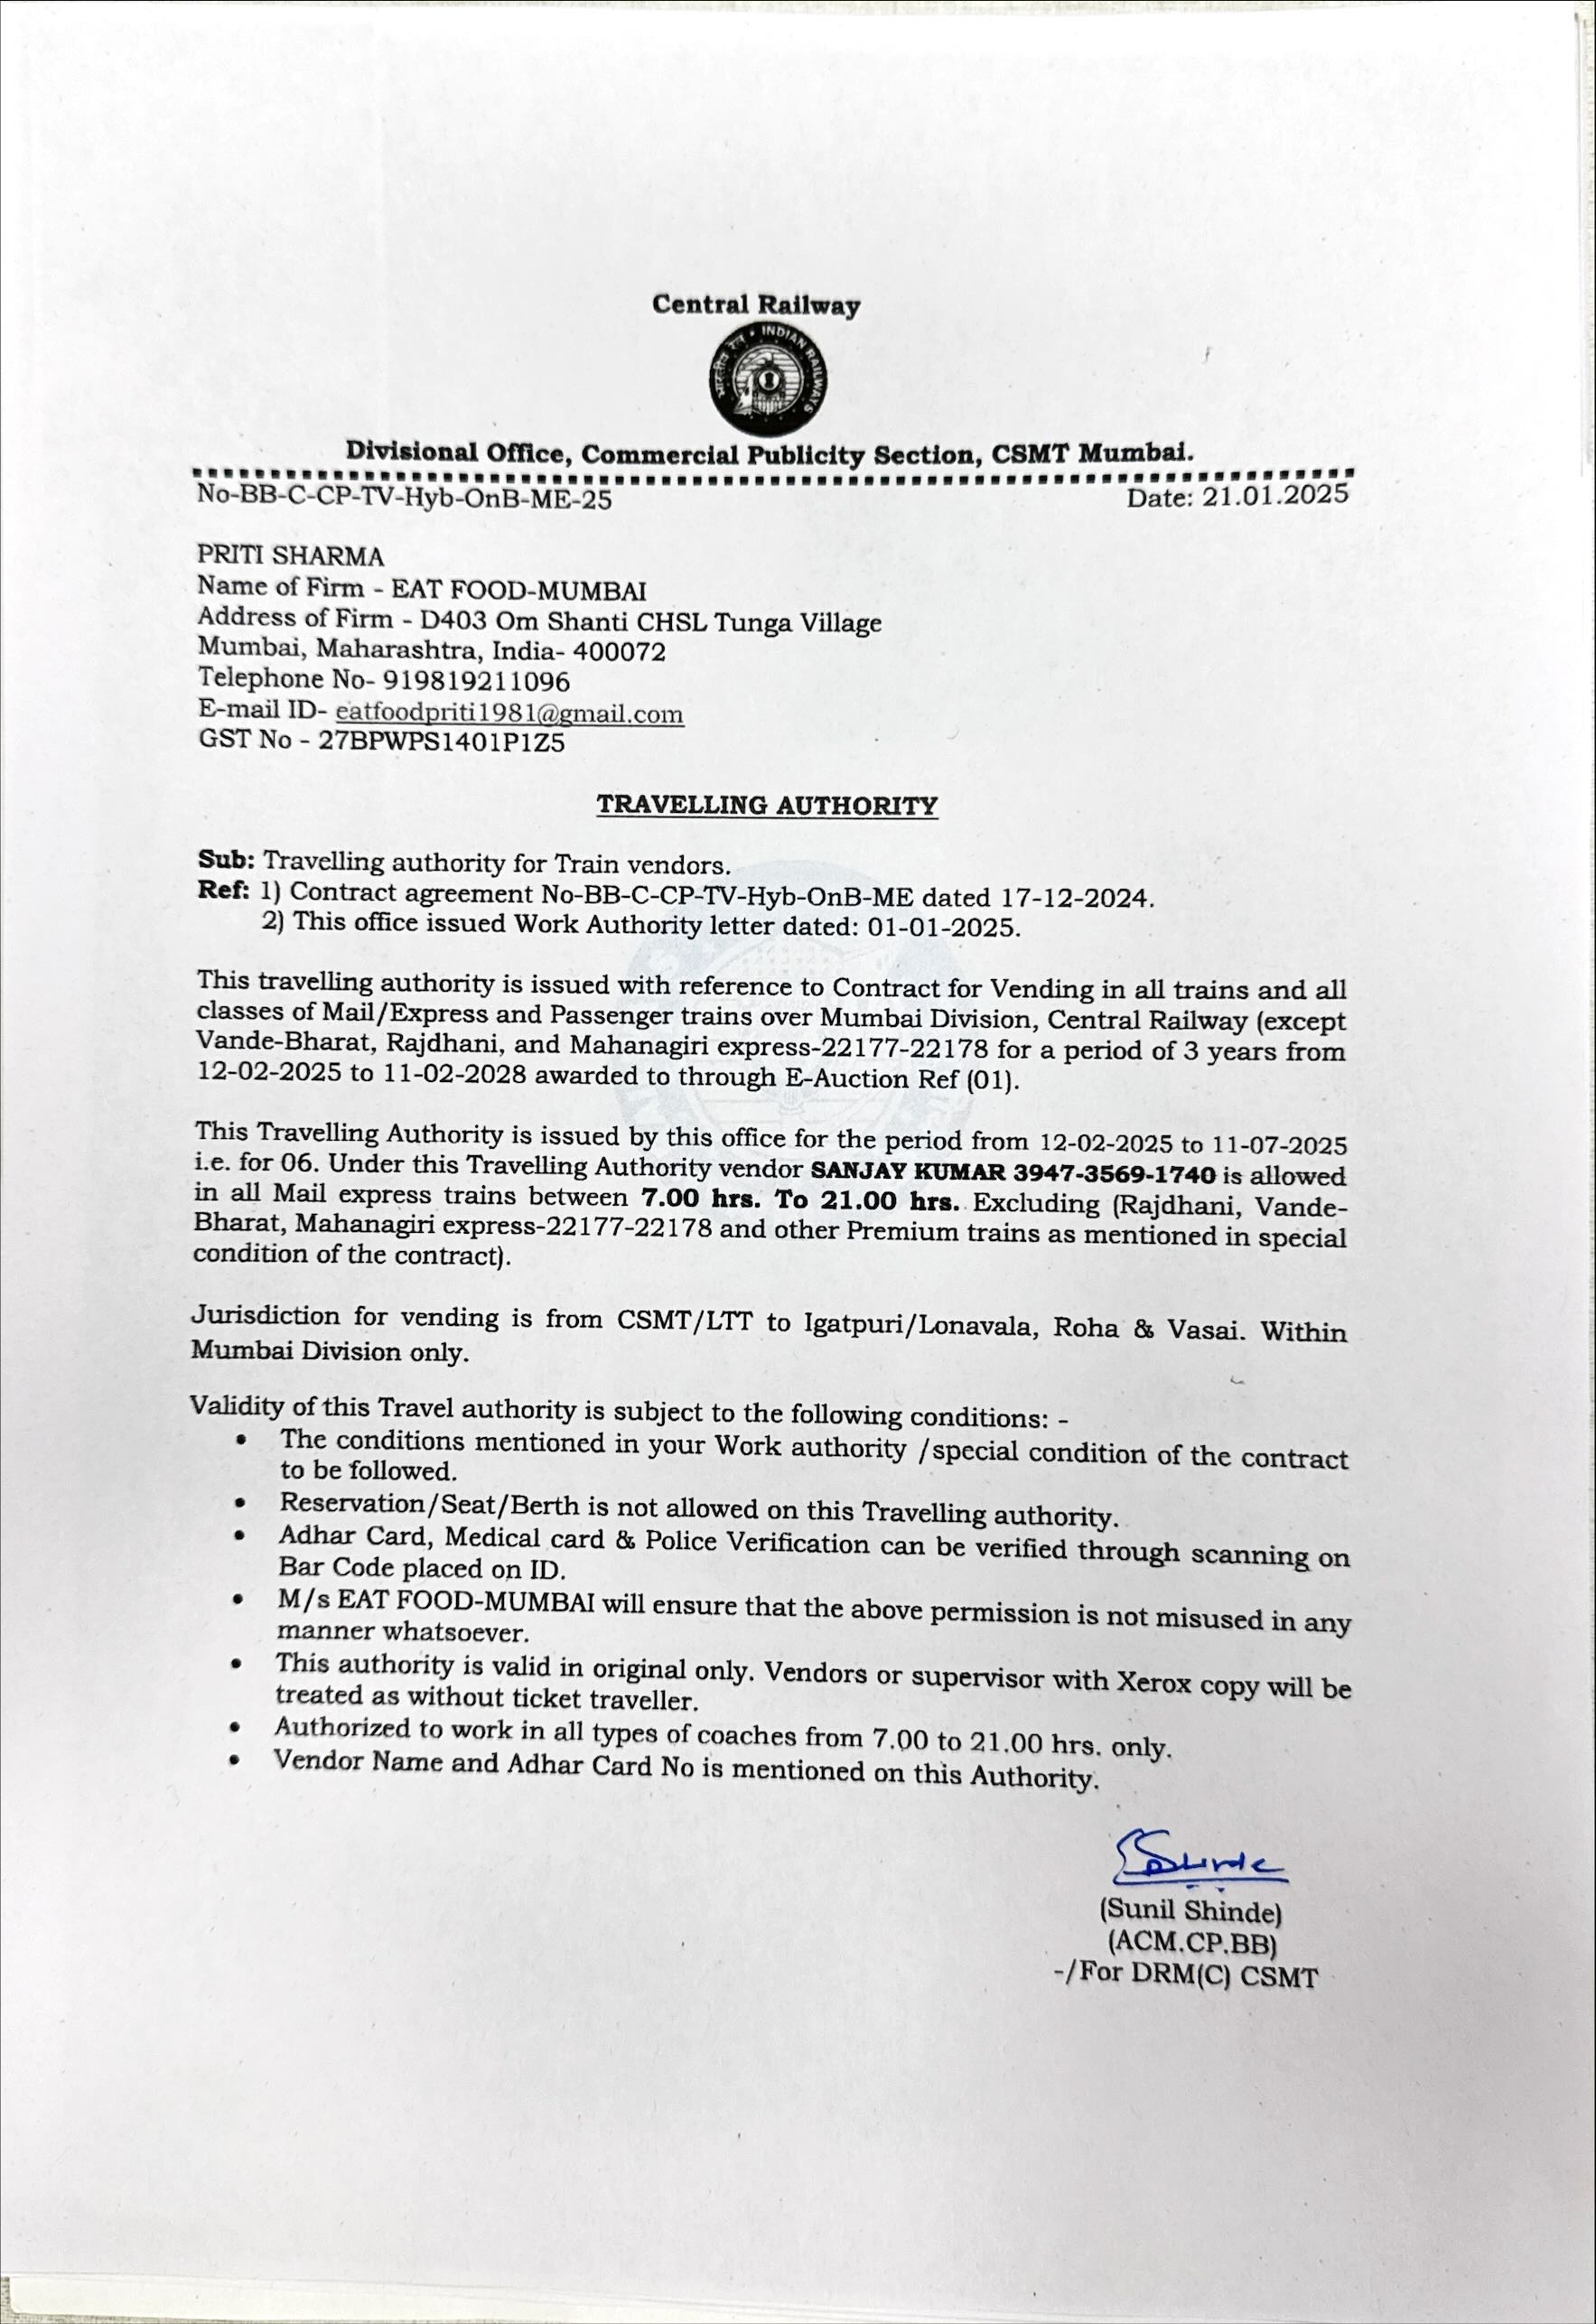 Central Railway
भारतीय रेल • INDIAN RAILWAYS
Divisional Office, Commercial Publicity Section, CSMT Mumbai.
No-BB-C-CP-TV-Hyb-OnB-ME-25 Date: 21.01.2025
PRITI SHARMA
Name of Firm - EAT FOOD-MUMBAI
Address of Firm - D403 Om Shanti CHSL Tunga Village
Mumbai, Maharashtra, India- 400072
Telephone No- 919819211096
E-mail ID- eatfoodpriti1981@gmail.com
GST No - 27BPWPS1401P1Z5
TRAVELLING AUTHORITY
Sub: Travelling authority for Train vendors.
Ref: 1) Contract agreement No-BB-C-CP-TV-Hyb-OnB-ME dated 17-12-2024.
2) This office issued Work Authority letter dated: 01-01-2025.
This travelling authority is issued with reference to Contract for Vending in all trains and all
classes of Mail/Express and Passenger trains over Mumbai Division, Central Railway (except
Vande-Bharat, Rajdhani, and Mahanagiri express-22177-22178 for a period of 3 years from
12-02-2025 to 11-02-2028 awarded to through E-Auction Ref (01).
This Travelling Authority is issued by this office for the period from 12-02-2025 to 11-07-2025
i.e. for 06. Under this Travelling Authority vendor SANJAY KUMAR 3947-3569-1740 is allowed
in all Mail express trains between 7.00 hrs. To 21.00 hrs. Excluding (Rajdhani, Vande-
Bharat, Mahanagiri express-22177-22178 and other Premium trains as mentioned in special
condition of the contract).
Jurisdiction for vending is from CSMT/LTT to Igatpuri/Lonavala, Roha & Vasai. Within
Mumbai Division only.
Validity of this Travel authority is subject to the following conditions: -
• The conditions mentioned in your Work authority /special condition of the contract
to be followed.
• Reservation/Seat/Berth is not allowed on this Travelling authority.
• Adhar Card, Medical card & Police Verification can be verified through scanning on
Bar Code placed on ID.
• M/s EAT FOOD-MUMBAI will ensure that the above permission is not misused in any
manner whatsoever.
• This authority is valid in original only. Vendors or supervisor with Xerox copy will be
treated as without ticket traveller.
• Authorized to work in all types of coaches from 7.00 to 21.00 hrs. only.
• Vendor Name and Adhar Card No is mentioned on this Authority.
(Sunil Shinde)
(ACM.CP.BB)
-/For DRM(C) CSMT